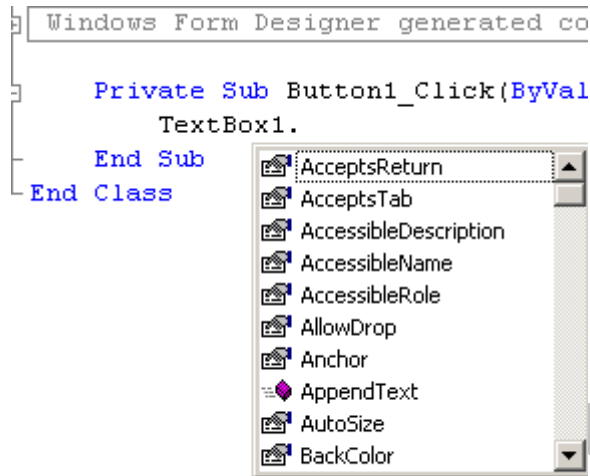 Windows Form Designer generated co
Private Sub Button1_Click(ByVal
TextBox1.
End Sub
End Class
AcceptsReturn
AcceptsTab
AccessibleDescription
AccessibleName
AccessibleRole
AllowDrop
Anchor
AppendText
AutoSize
BackColor